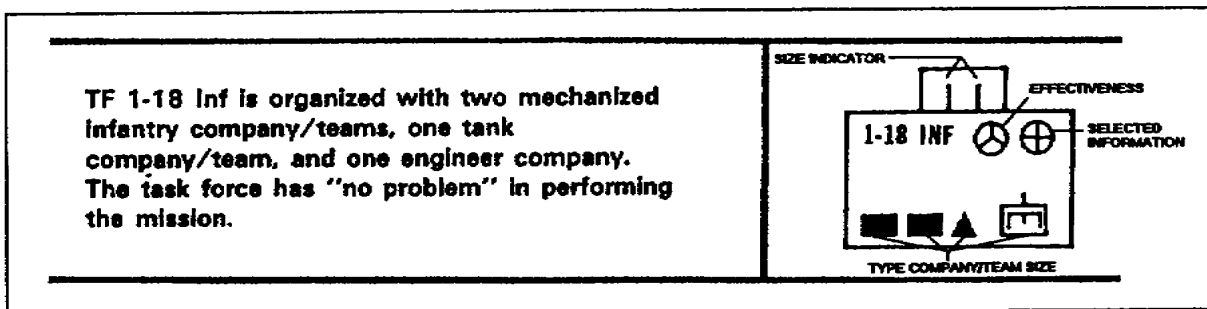 TF 1-18 Inf is organized with two mechanized
infantry company/teams, one tank
company/team, and one engineer company.
The task force has "no problem" in performing
the mission.
SIZE INDICATOR
EFFECTIVENESS
1-18 INF
SELECTED
INFORMATION
TYPE COMPANY/TEAM SIZE